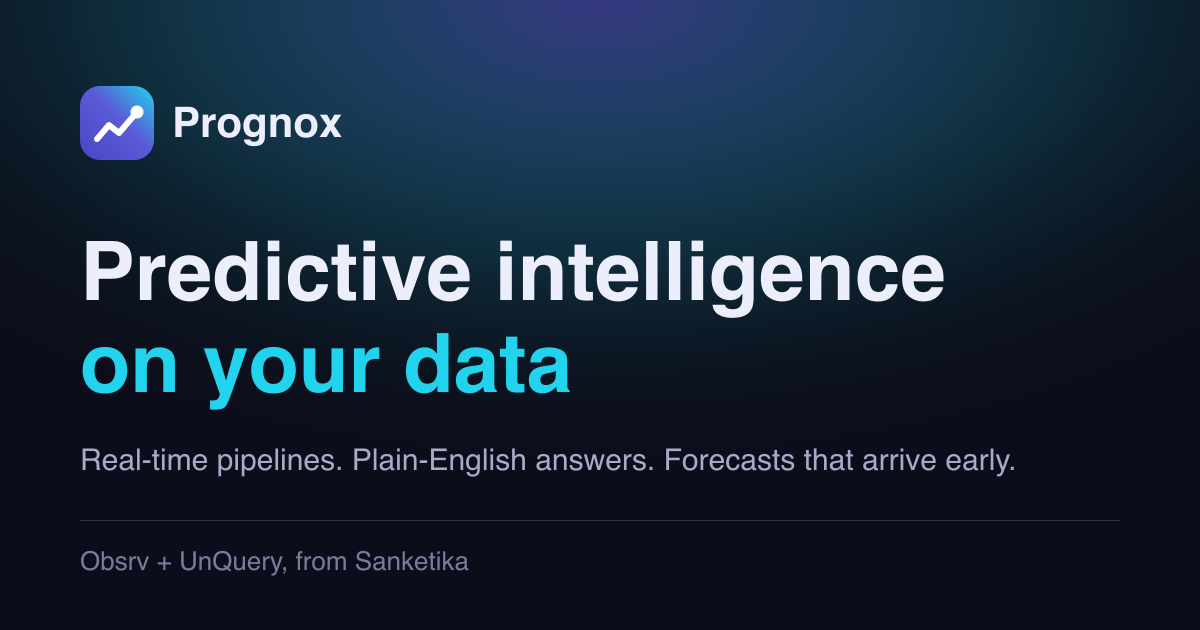 Prognox
Predictive intelligence
on your data
Real-time pipelines. Plain-English answers. Forecasts that arrive early.
Obsrv + UnQuery, from Sanketika